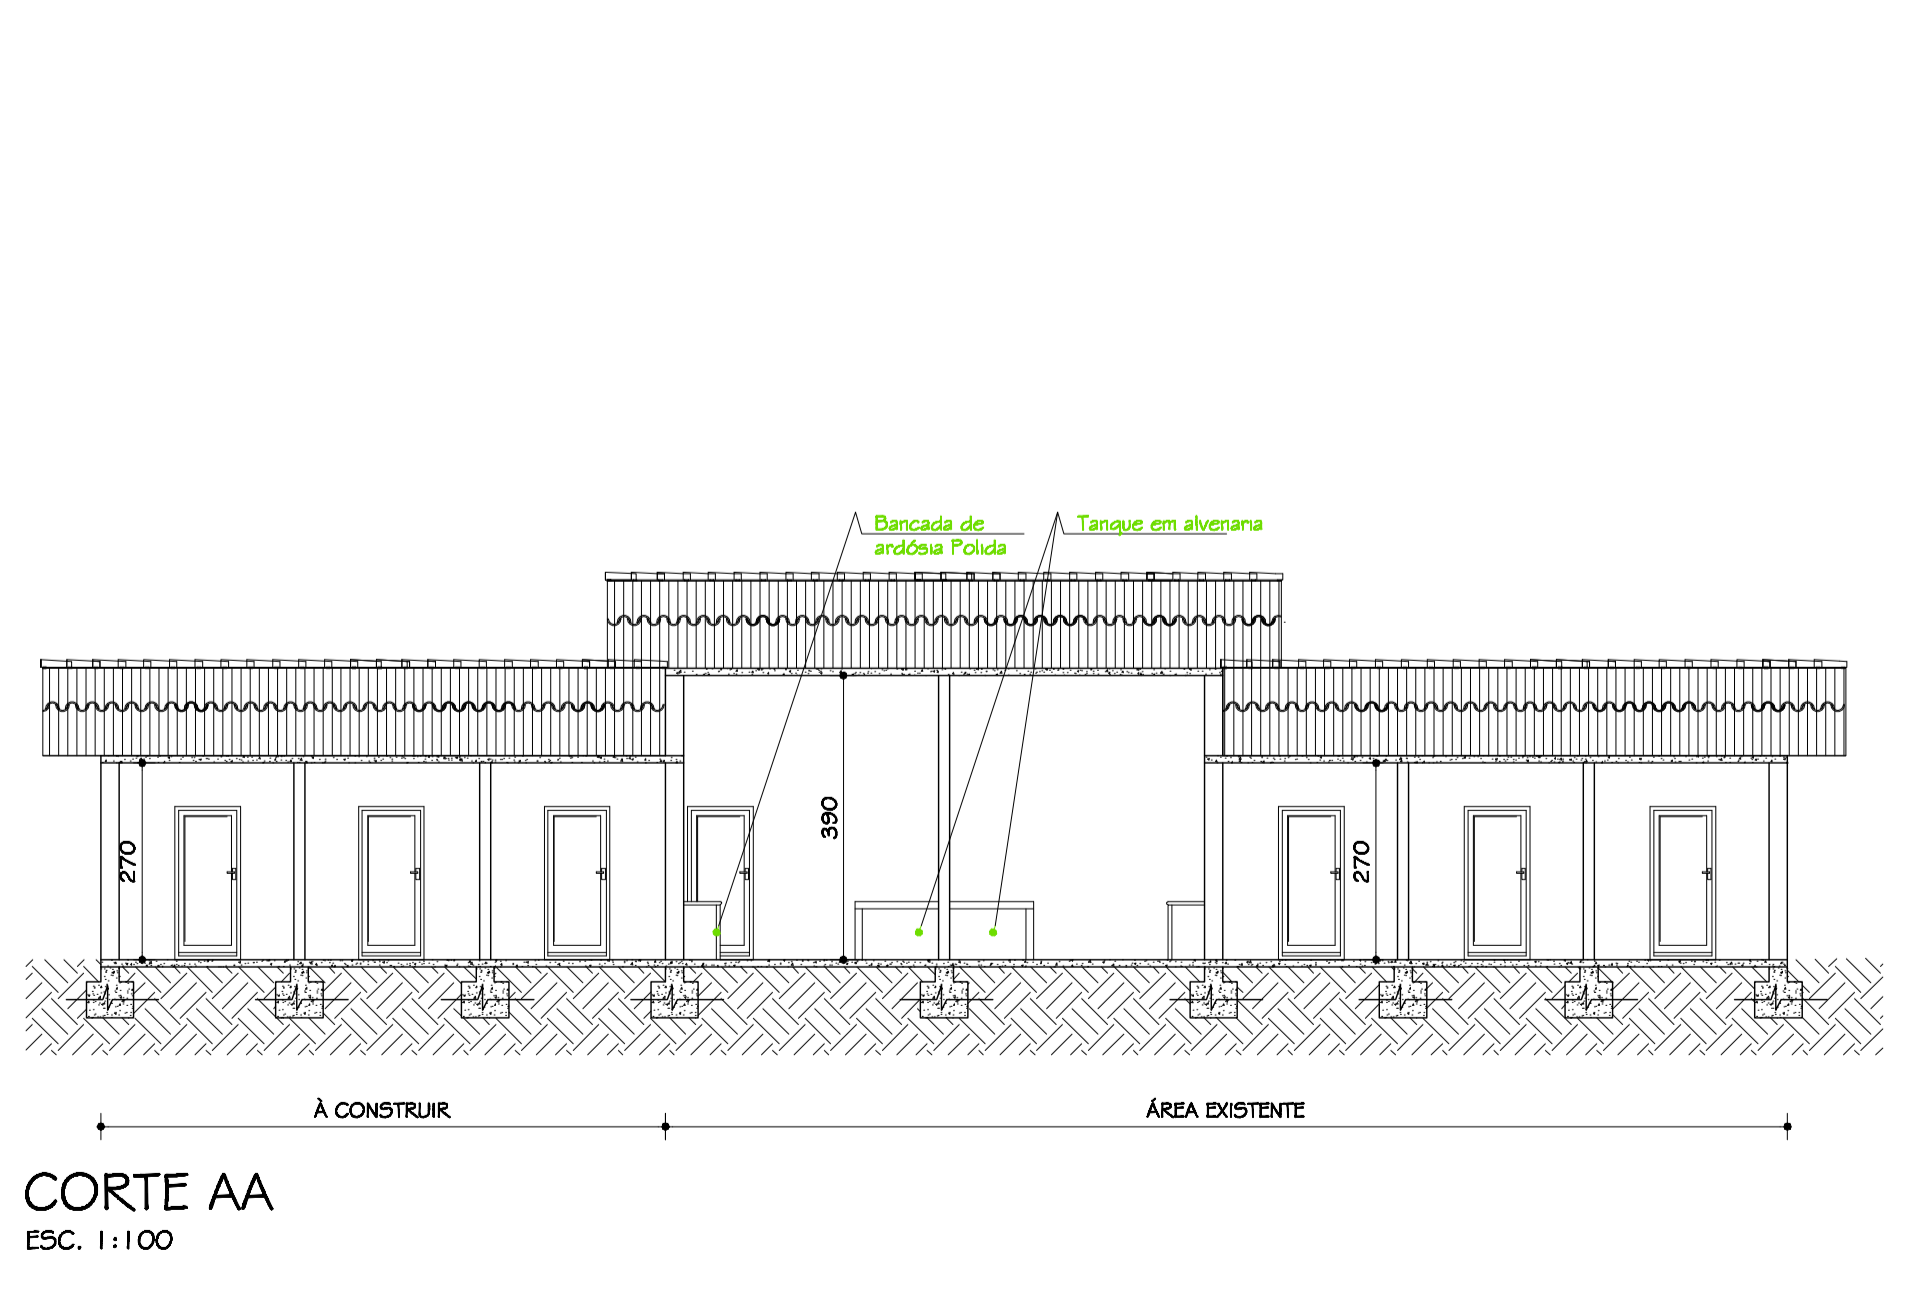 Bancada de
ardósia Polida
Tanque em alvenaria
390
270
270
À CONSTRUIR
ÁREA EXISTENTE
CORTE AA
ESC. 1:100